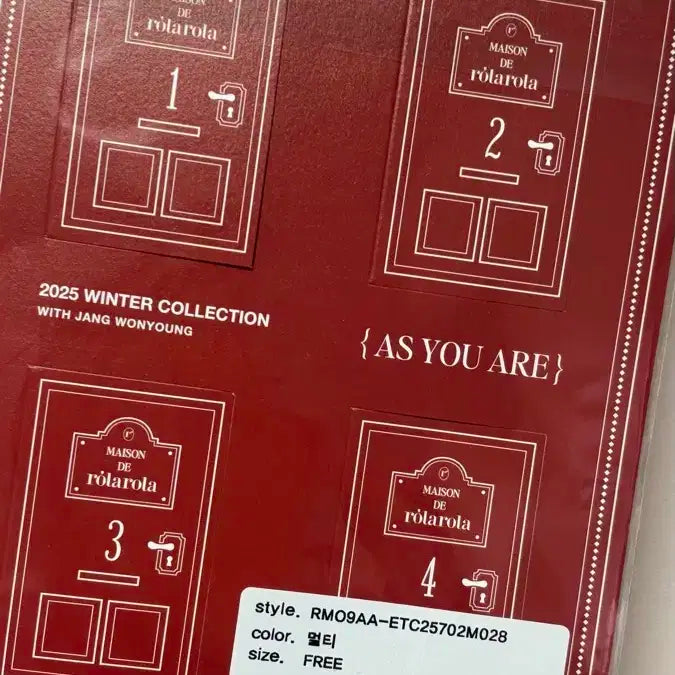 MAISON
DE
rolarola
1
MAISON
DE
rolarola
2
2025 WINTER COLLECTION
WITH JANG WONYOUNG
{AS YOU ARE}
MAISON
DE
rolarola
3
MAISON
DE
rolarola
4
style. RMO9AA-ETC25702M028
color. 멀티
size. FREE